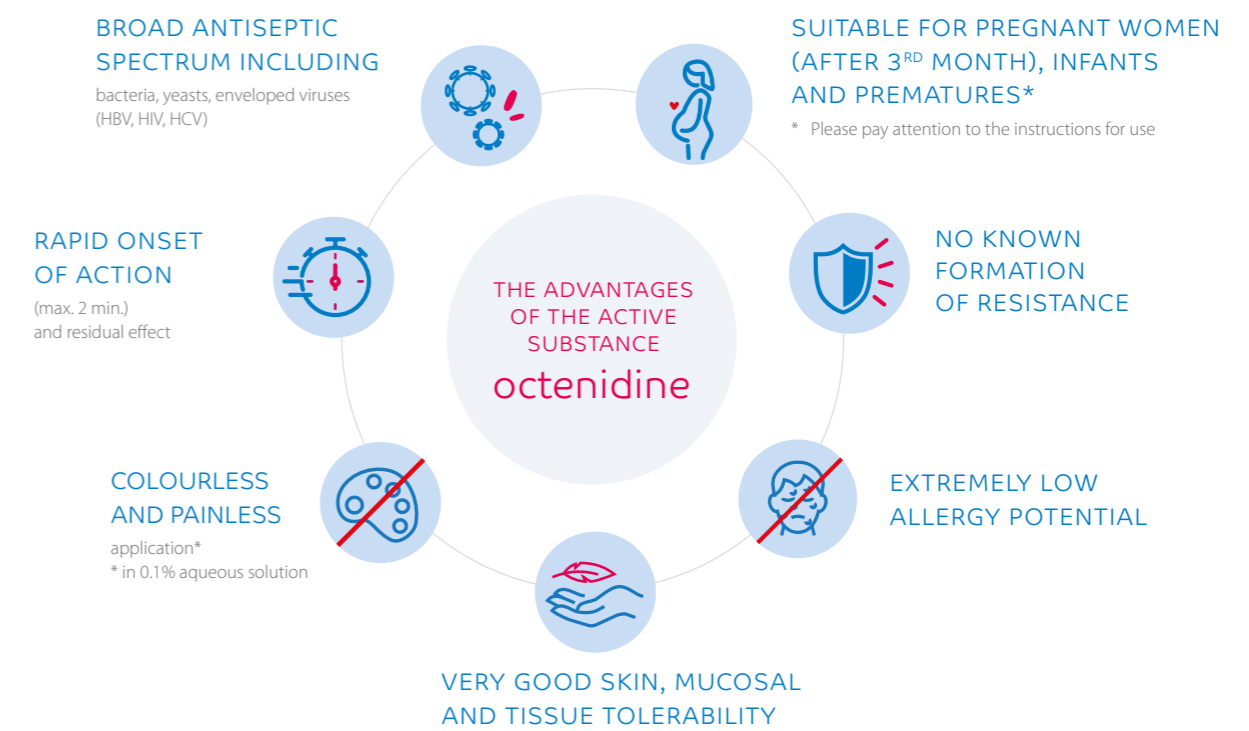 BROAD ANTISEPTIC
SPECTRUM INCLUDING
bacteria, yeasts, enveloped viruses
(HBV, HIV, HCV)
SUITABLE FOR PREGNANT WOMEN
(AFTER 3RD MONTH), INFANTS
AND PREMATURES*
* Please pay attention to the instructions for use
RAPID ONSET
OF ACTION
(max. 2 min.)
and residual effect
NO KNOWN
FORMATION
OF RESISTANCE
THE ADVANTAGES
OF THE ACTIVE
SUBSTANCE
octenidine
COLOURLESS
AND PAINLESS
application*
* in 0.1% aqueous solution
EXTREMELY LOW
ALLERGY POTENTIAL
VERY GOOD SKIN, MUCOSAL
AND TISSUE TOLERABILITY